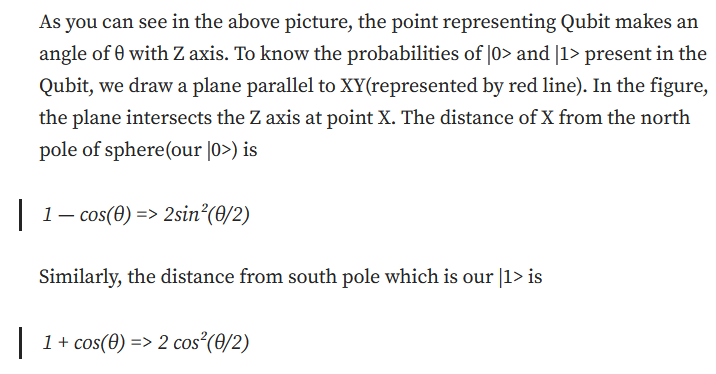 As you can see in the above picture, the point representing Qubit makes an
angle of θ with Z axis. To know the probabilities of |0> and |1> present in the
Qubit, we draw a plane parallel to XY(represented by red line). In the figure,
the plane intersects the Z axis at point X. The distance of X from the north
pole of sphere(our |0>) is
1 — cos(θ) => 2sin²(θ/2)
Similarly, the distance from south pole which is our |1> is
1 + cos(θ) => 2 cos²(θ/2)